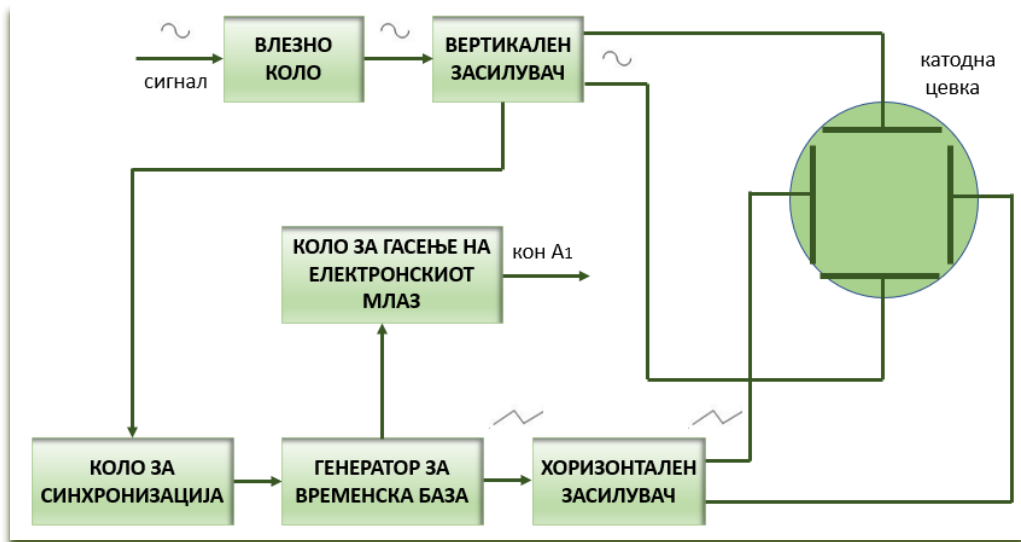 ВЛЕЗНО
КОЛО
ВЕРТИКАЛЕН
ЗАСИЛУВАЧ
сигнал
катодна
цевка
КОЛО ЗА ГАСЕЊЕ НА
ЕЛЕКТРОНСКИОТ
МЛАЗ
кон А1
КОЛО ЗА
СИНХРОНИЗАЦИЈА
ГЕНЕРАТОР ЗА
ВРЕМЕНСКА БАЗА
ХОРИЗОНТАЛЕН
ЗАСИЛУВАЧ